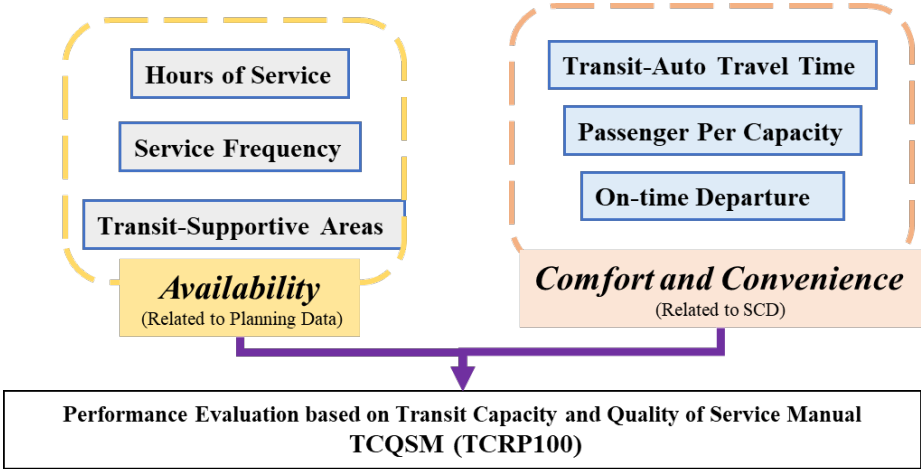 Hours of Service
Service Frequency
Transit-Supportive Areas
Availability
(Related to Planning Data)
Transit-Auto Travel Time
Passenger Per Capacity
On-time Departure
Comfort and Convenience
(Related to SCD)
Performance Evaluation based on Transit Capacity and Quality of Service Manual
TCQSM (TCRP100)